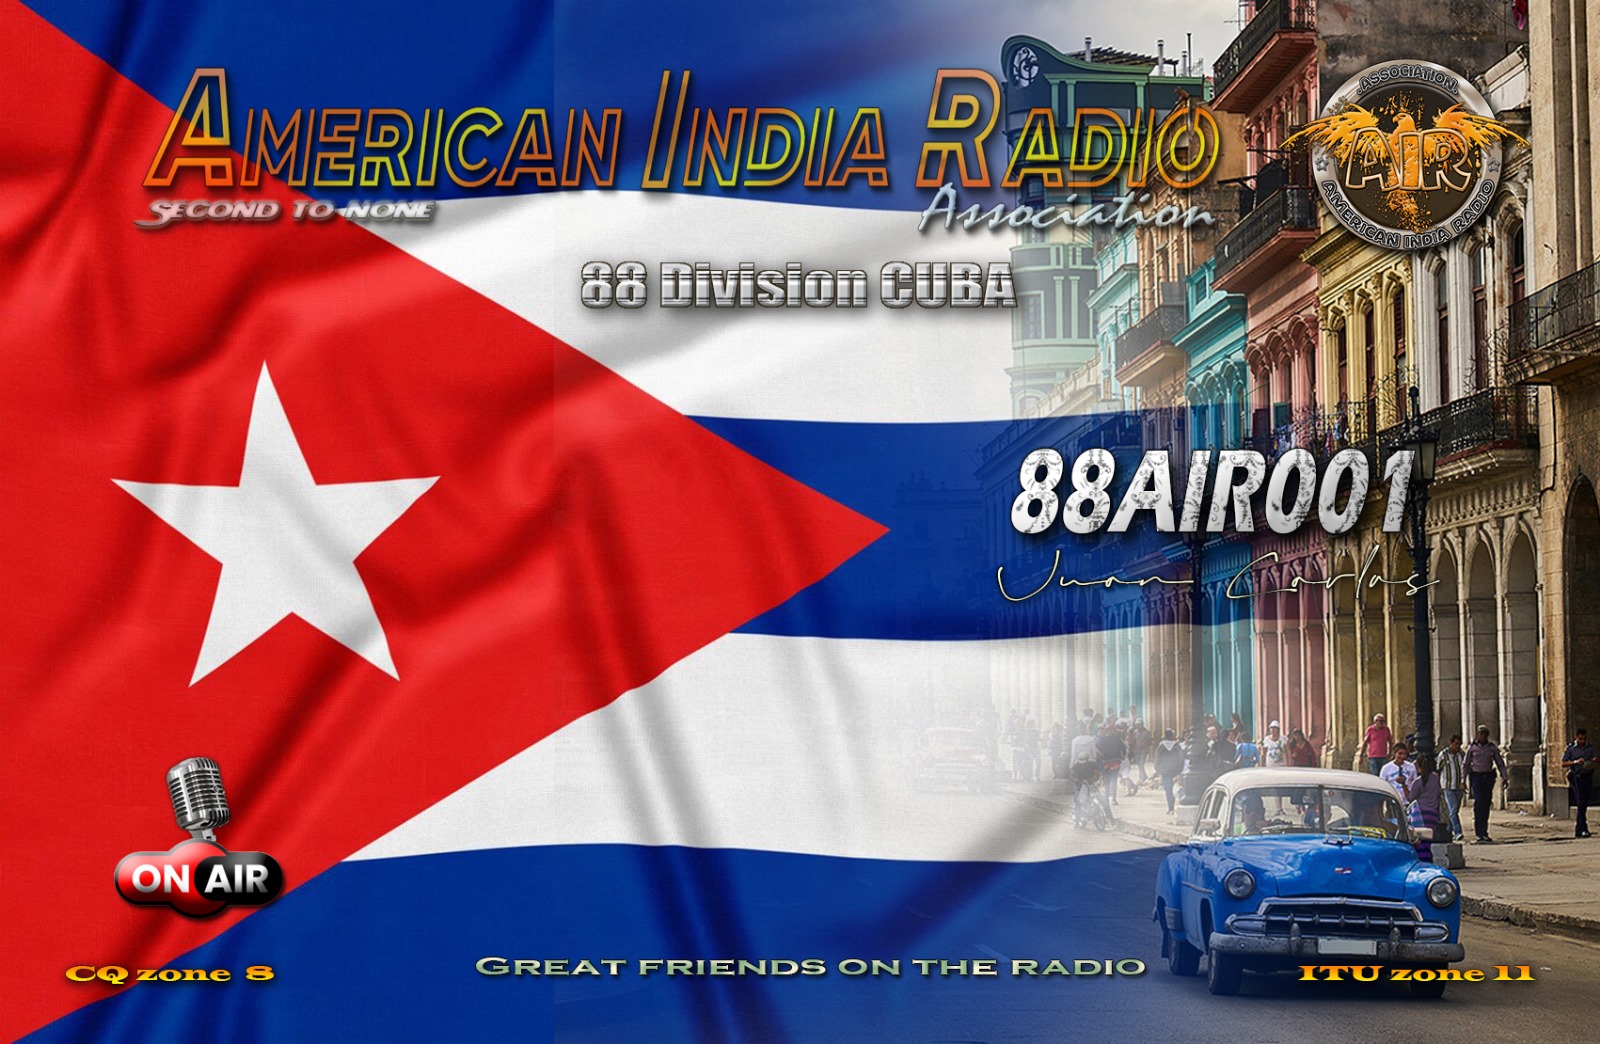 AMERICAN INDIA RADIO
SECOND TO NONE
Association
88 Division CUBA
ASSOCIATION
AIR
AMERICAN INDIA RADIO
88AIR001
Juan Carlos
ON AIR
CQ zone 8
GREAT FRIENDS ON THE RADIO
ITU zone 11